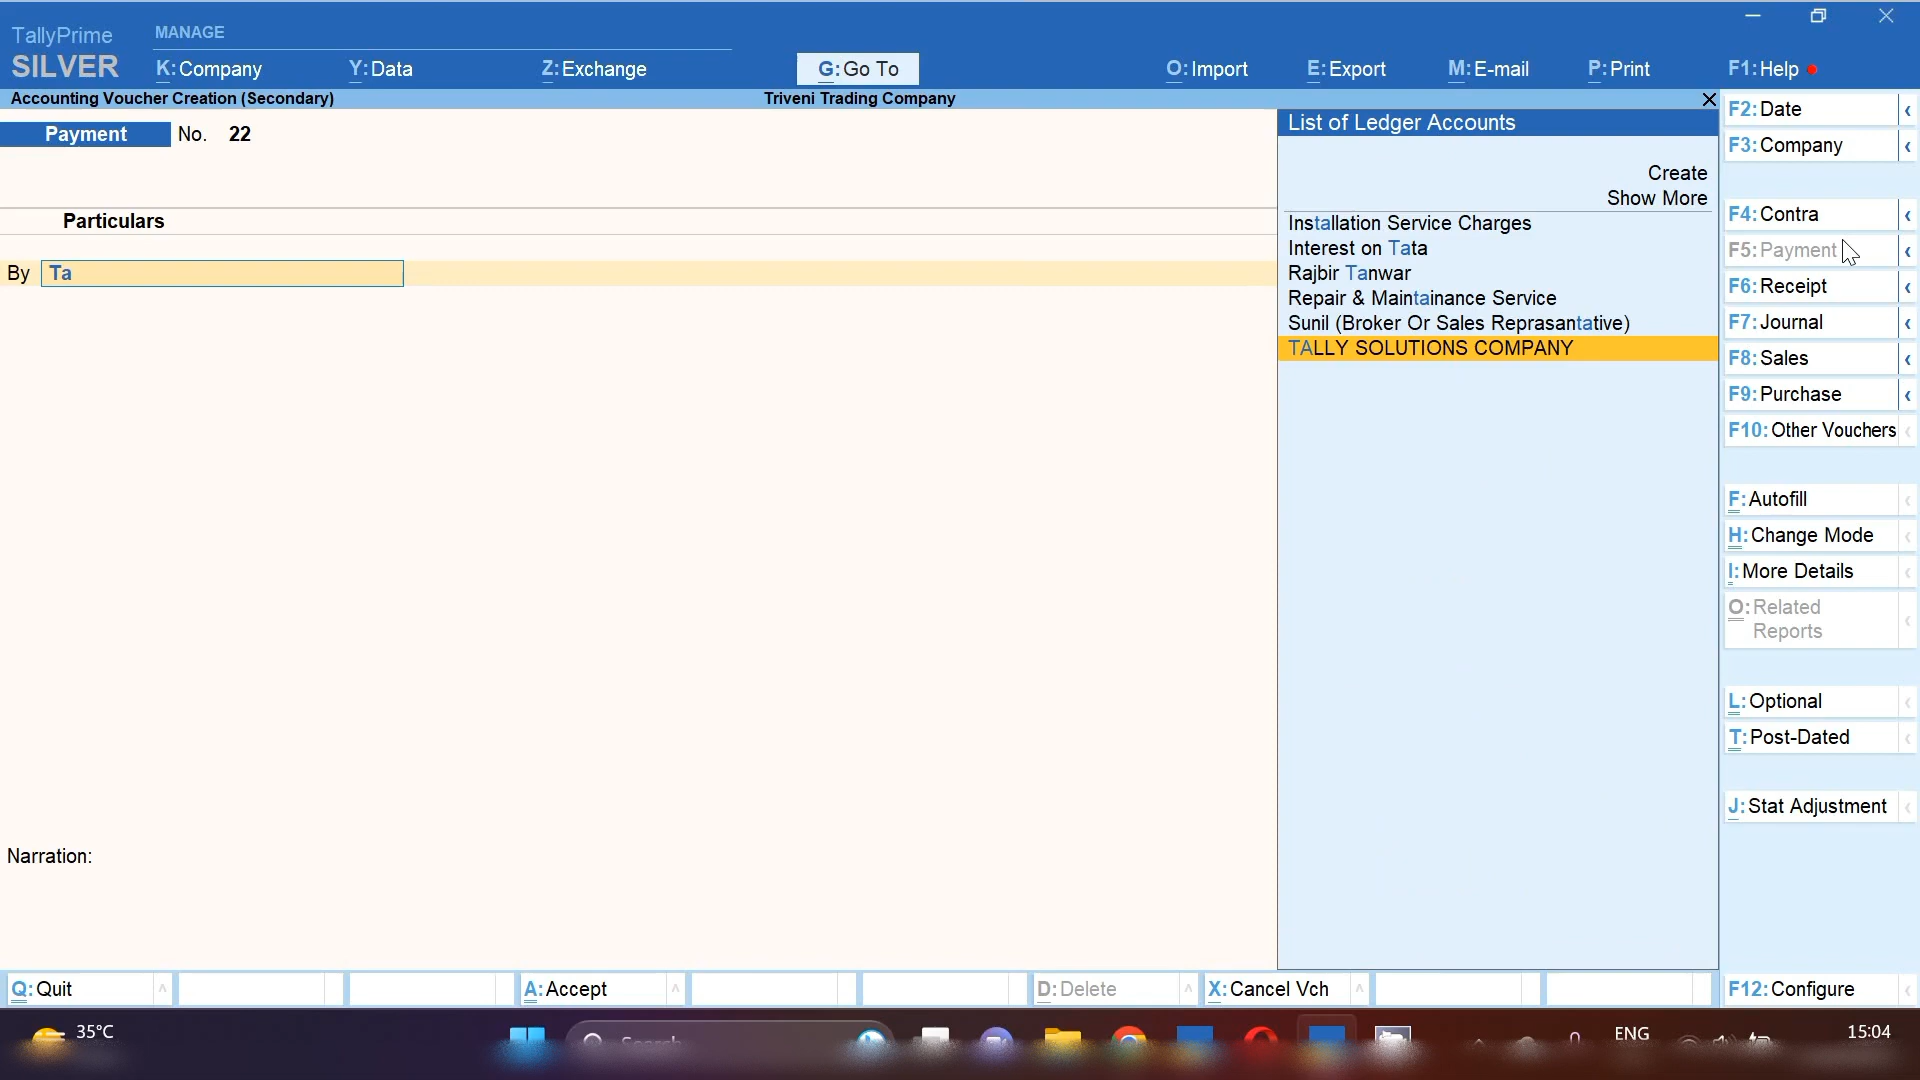 TallyPrime
SILVER
MANAGE
K:Company
Y:Data
Z:Exchange
G:Go To
O:Import
E:Export
M:E-mail
P:Print
F1:Help
Accounting Voucher Creation (Secondary)
Triveni Trading Company
Payment No. 22
Particulars
By Ta
Narration:
List of Ledger Accounts
Create
Show More
Installation Service Charges
Interest on Tata
Rajbir Tanwar
Repair & Maintainance Service
Sunil (Broker Or Sales Reprasantative)
TALLY SOLUTIONS COMPANY
F2:Date
F3:Company
F4:Contra
F5:Payment
F6:Receipt
F7:Journal
F8:Sales
F9:Purchase
F10:Other Vouchers
F:Autofill
H:Change Mode
I:More Details
O:Related
Reports
L:Optional
T:Post-Dated
J:Stat Adjustment
F12:Configure
Q:Quit
A:Accept
D:Delete
X:Cancel Vch
35°C
Search
ENG
15:04